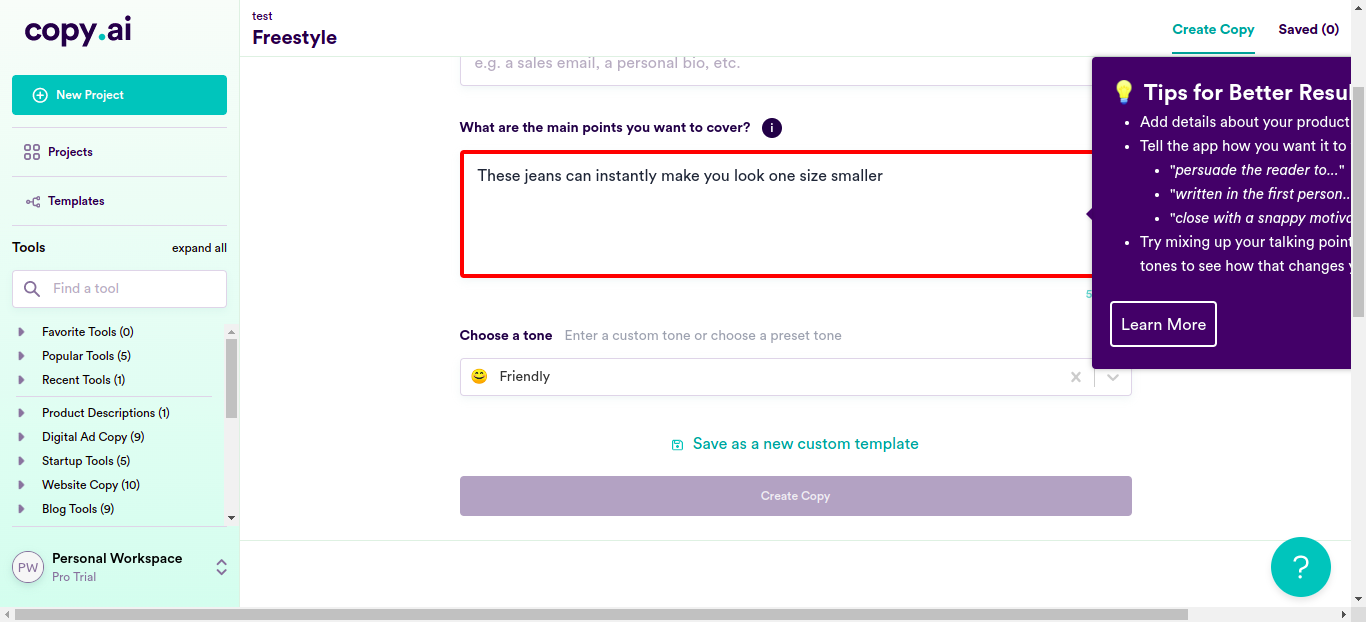 copy.ai
New Project
Projects
Templates
Tools
expand all
Find a tool
Favorite Tools (0)
Popular Tools (5)
Recent Tools (1)
Product Descriptions (1)
Digital Ad Copy (9)
Startup Tools (5)
Website Copy (10)
Blog Tools (9)
PW
Personal Workspace
Pro Trial
test
Freestyle
Create Copy
Saved (0)
e.g. a sales email, a personal bio, etc.
What are the main points you want to cover?
i
These jeans can instantly make you look one size smaller
5
Choose a tone
Enter a custom tone or choose a preset tone
Friendly
Save as a new custom template
Create Copy
Tips for Better Resu
Add details about your product
Tell the app how you want it to
"persuade the reader to..."
"written in the first person..
"close with a snappy motiva
Try mixing up your talking point
tones to see how that changes
Learn More
?